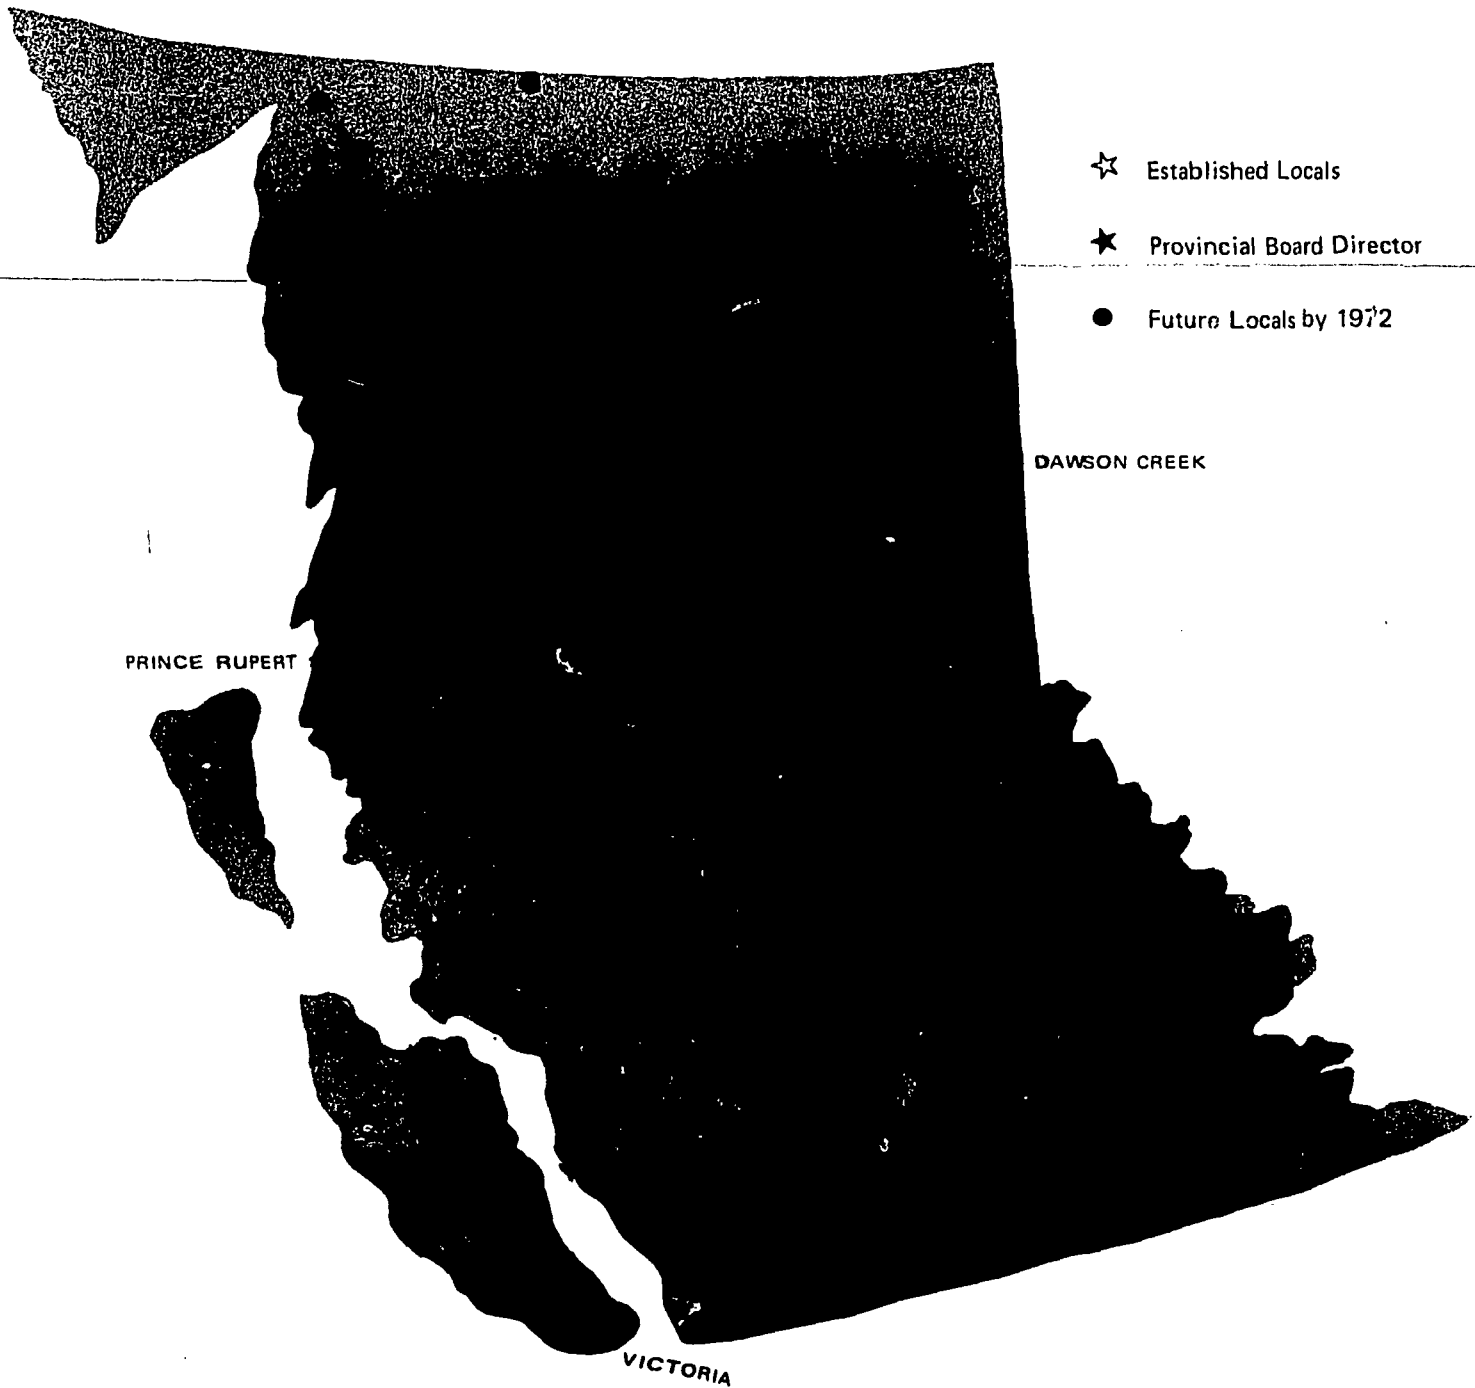 Established Locals
Provincial Board Director
Future Locals by 1972
DAWSON CREEK
PRINCE RUPERT
VICTORIA